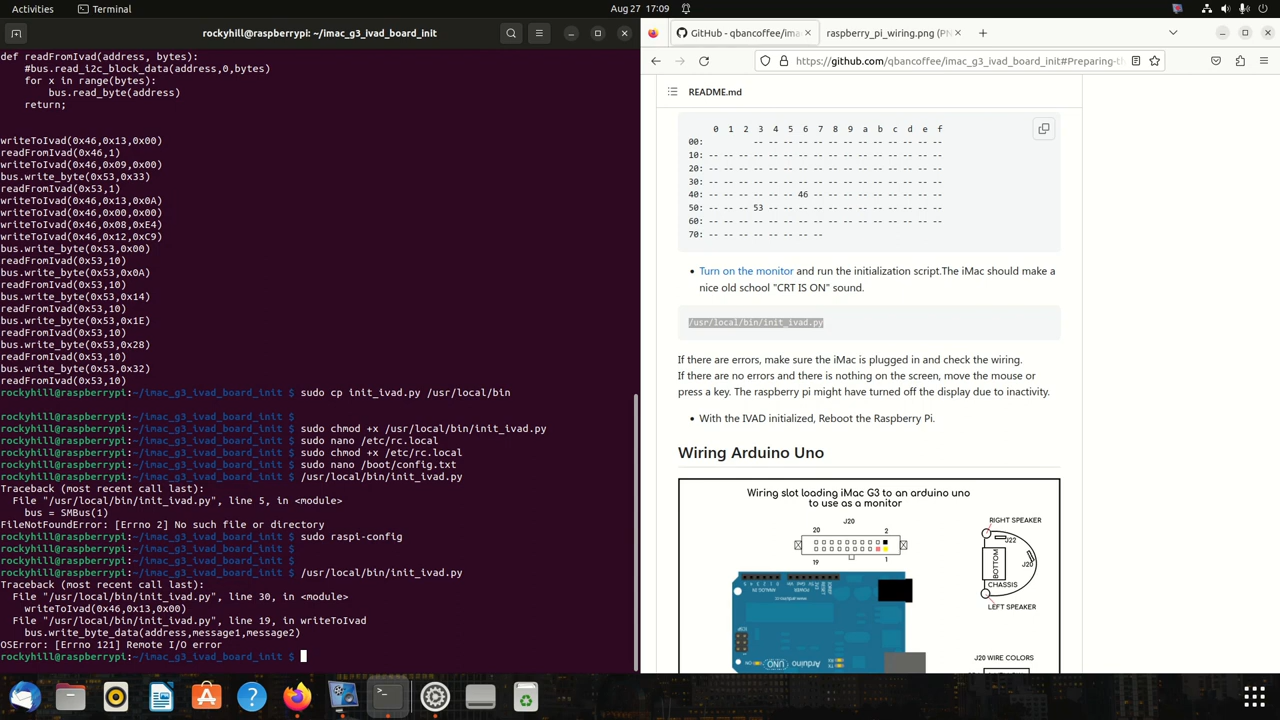 Activities
Terminal
Aug 27 17:09
rockyhill@raspberrypi: ~/imac_g3_ivad_board_init
def readFromIvad(address, bytes):
    #bus.read_i2c_block_data(address,0,bytes)
    for x in range(bytes):
        bus.read_byte(address)
    return;
writeToIvad(0x46,0x13,0x00)
readFromIvad(0x46,1)
writeToIvad(0x46,0x09,0x00)
bus.write_byte(0x53,0x33)
readFromIvad(0x53,1)
writeToIvad(0x46,0x13,0x0A)
writeToIvad(0x46,0x00,0x00)
writeToIvad(0x46,0x08,0xE4)
writeToIvad(0x46,0x12,0xC9)
bus.write_byte(0x53,0x00)
readFromIvad(0x53,10)
bus.write_byte(0x53,0x0A)
readFromIvad(0x53,10)
bus.write_byte(0x53,0x14)
readFromIvad(0x53,10)
bus.write_byte(0x53,0x1E)
readFromIvad(0x53,10)
bus.write_byte(0x53,0x28)
readFromIvad(0x53,10)
bus.write_byte(0x53,0x32)
readFromIvad(0x53,10)
rockyhill@raspberrypi:~/imac_g3_ivad_board_init $ sudo cp init_ivad.py /usr/local/bin
rockyhill@raspberrypi:~/imac_g3_ivad_board_init $
rockyhill@raspberrypi:~/imac_g3_ivad_board_init $ sudo chmod +x /usr/local/bin/init_ivad.py
rockyhill@raspberrypi:~/imac_g3_ivad_board_init $ sudo nano /etc/rc.local
rockyhill@raspberrypi:~/imac_g3_ivad_board_init $ sudo chmod +x /etc/rc.local
rockyhill@raspberrypi:~/imac_g3_ivad_board_init $ sudo nano /boot/config.txt
rockyhill@raspberrypi:~/imac_g3_ivad_board_init $ /usr/local/bin/init_ivad.py
Traceback (most recent call last):
  File "/usr/local/bin/init_ivad.py", line 5, in <module>
    bus = SMBus(1)
FileNotFoundError: [Errno 2] No such file or directory
rockyhill@raspberrypi:~/imac_g3_ivad_board_init $ sudo raspi-config
rockyhill@raspberrypi:~/imac_g3_ivad_board_init $
rockyhill@raspberrypi:~/imac_g3_ivad_board_init $
rockyhill@raspberrypi:~/imac_g3_ivad_board_init $ /usr/local/bin/init_ivad.py
Traceback (most recent call last):
  File "/usr/local/bin/init_ivad.py", line 30, in <module>
    writeToIvad(0x46,0x13,0x00)
  File "/usr/local/bin/init_ivad.py", line 19, in writeToIvad
    bus.write_byte_data(address,message1,message2)
OSError: [Errno 121] Remote I/O error
rockyhill@raspberrypi:~/imac_g3_ivad_board_init $
GitHub - qbancoffee/ima
raspberry_pi_wiring.png (PN
https://github.com/qbancoffee/imac_g3_ivad_board_init#Preparing-th
README.md
     0  1  2  3  4  5  6  7  8  9  a  b  c  d  e  f
00:          -- -- -- -- -- -- -- -- -- -- -- -- --
10: -- -- -- -- -- -- -- -- -- -- -- -- -- -- -- --
20: -- -- -- -- -- -- -- -- -- -- -- -- -- -- -- --
30: -- -- -- -- -- -- -- -- -- -- -- -- -- -- -- --
40: -- -- -- -- -- -- 46 -- -- -- -- -- -- -- -- --
50: -- -- -- 53 -- -- -- -- -- -- -- -- -- -- -- --
60: -- -- -- -- -- -- -- -- -- -- -- -- -- -- -- --
70: -- -- -- -- -- -- -- --
• Turn on the monitor and run the initialization script.The iMac should make a
nice old school "CRT IS ON" sound.
/usr/local/bin/init_ivad.py
If there are errors, make sure the iMac is plugged in and check the wiring.
If there are no errors and there is nothing on the screen, move the mouse or
press a key. The raspberry pi might have turned off the display due to inactivity.
• With the IVAD initialized, Reboot the Raspberry Pi.
Wiring Arduino Uno
Wiring slot loading iMac G3 to an arduino uno
to use as a monitor
J20
20
2
19
1
RIGHT SPEAKER
J22
J20
BOTTOM
CHASSIS
LEFT SPEAKER
J20 WIRE COLORS
Arduino
UNO